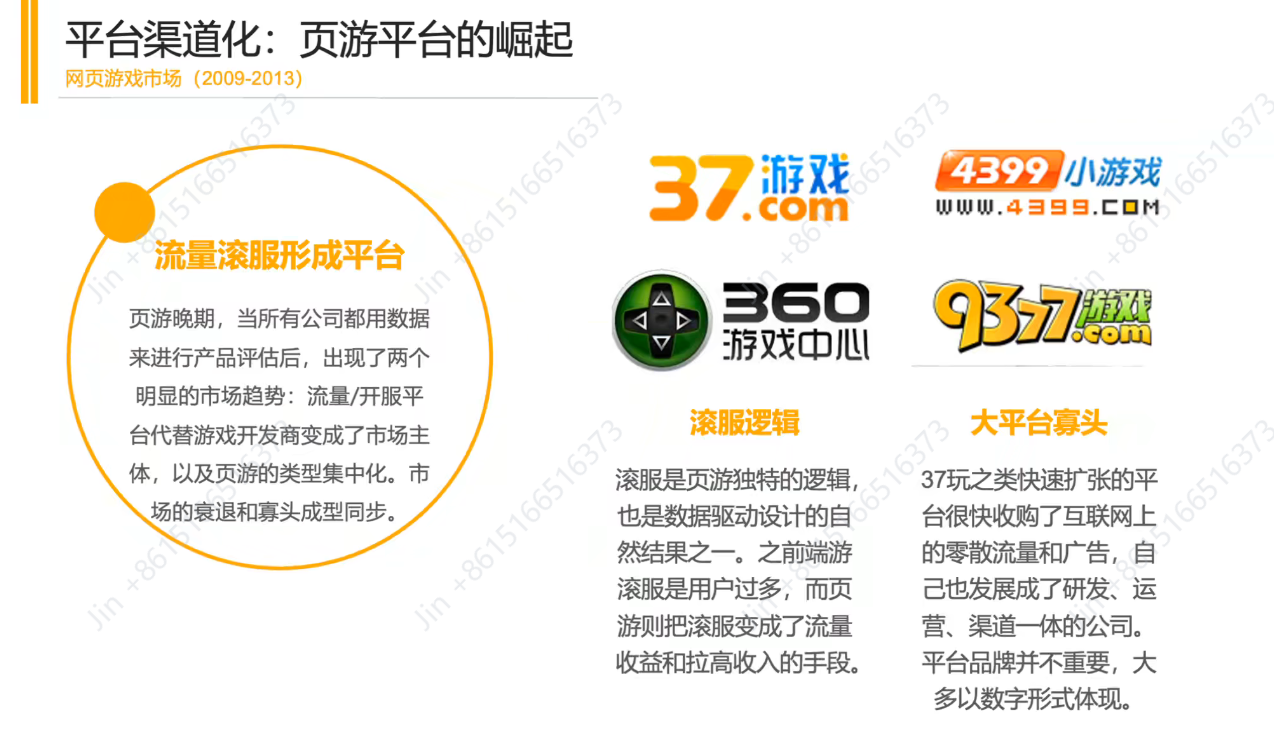 平台渠道化：页游平台的崛起
网页游戏市场（2009-2013）
流量滚服形成平台
页游晚期，当所有公司都用数据
来进行产品评估后，出现了两个
明显的市场趋势：流量/开服平
台代替游戏开发商变成了市场主
体，以及页游的类型集中化。市
场的衰退和寡头成型同步。
37游戏
.com
4399小游戏
www.4399.com
360
游戏中心
9377游戏
.com
滚服逻辑
滚服是页游独特的逻辑，
也是数据驱动设计的自
然结果之一。之前端游
滚服是用户过多，而页
游则把滚服变成了流量
收益和拉高收入的手段。
大平台寡头
37玩之类快速扩张的平
台很快收购了互联网上
的零散流量和广告，自
己也发展成了研发、运
营、渠道一体的公司。
平台品牌并不重要，大
多以数字形式体现。
Jin +8615166516373
Jin +8615166516373
Jin +8615166516373
Jin +8615166516373
Jin +8615166516373
Jin +8615166516373
Jin +8615166516373
Jin +8615166516373